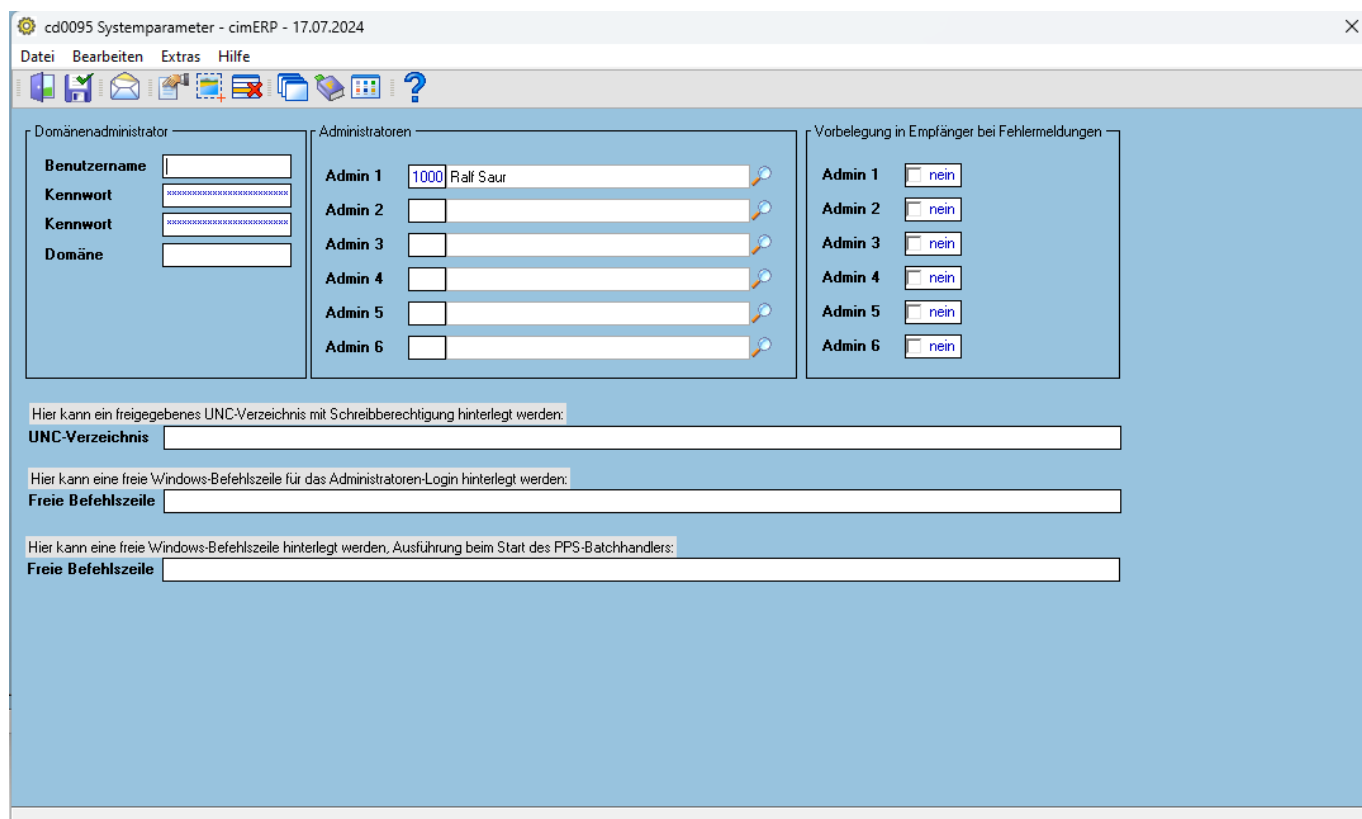 cd0095 Systemparameter - cimERP - 17.07.2024
Datei Bearbeiten Extras Hilfe
Domänenadministrator
Benutzername
Kennwort ************************
Kennwort ************************
Domäne
Administratoren
Admin 1 1000 Ralf Saur
Admin 2
Admin 3
Admin 4
Admin 5
Admin 6
Vorbelegung in Empfänger bei Fehlermeldungen
Admin 1 nein
Admin 2 nein
Admin 3 nein
Admin 4 nein
Admin 5 nein
Admin 6 nein
Hier kann ein freigegebenes UNC-Verzeichnis mit Schreibberechtigung hinterlegt werden:
UNC-Verzeichnis
Hier kann eine freie Windows-Befehlszeile für das Administratoren-Login hinterlegt werden:
Freie Befehlszeile
Hier kann eine freie Windows-Befehlszeile hinterlegt werden, Ausführung beim Start des PPS-Batchhandlers:
Freie Befehlszeile